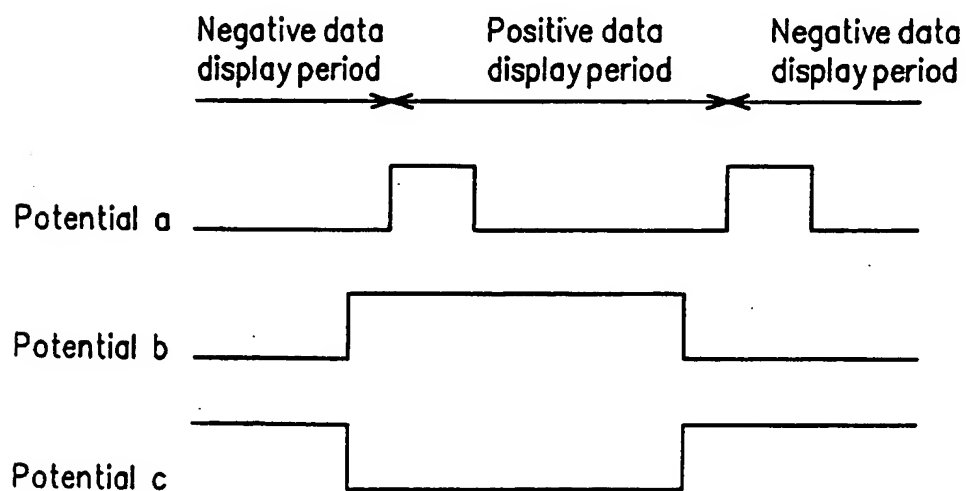 Negative data
display period
Positive data
display period
Negative data
display period
Potential a
Potential b
Potential c